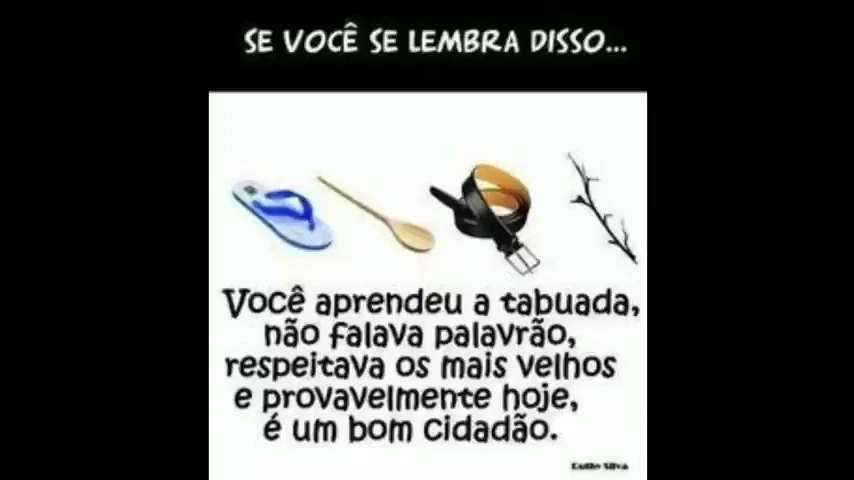 SE VOCÊ SE LEMBRA DISSO...
Você aprendeu a tabuada,
não falava palavrão,
respeitava os mais velhos
e provavelmente hoje,
é um bom cidadão.
Silva